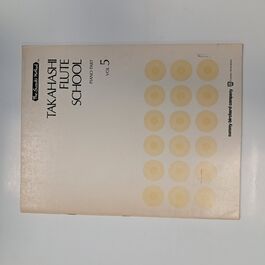 The Suzuki Method
TAKAHASHI
FLUTE
SCHOOL
PIANO PART
VOL. 5
summy-birchard company